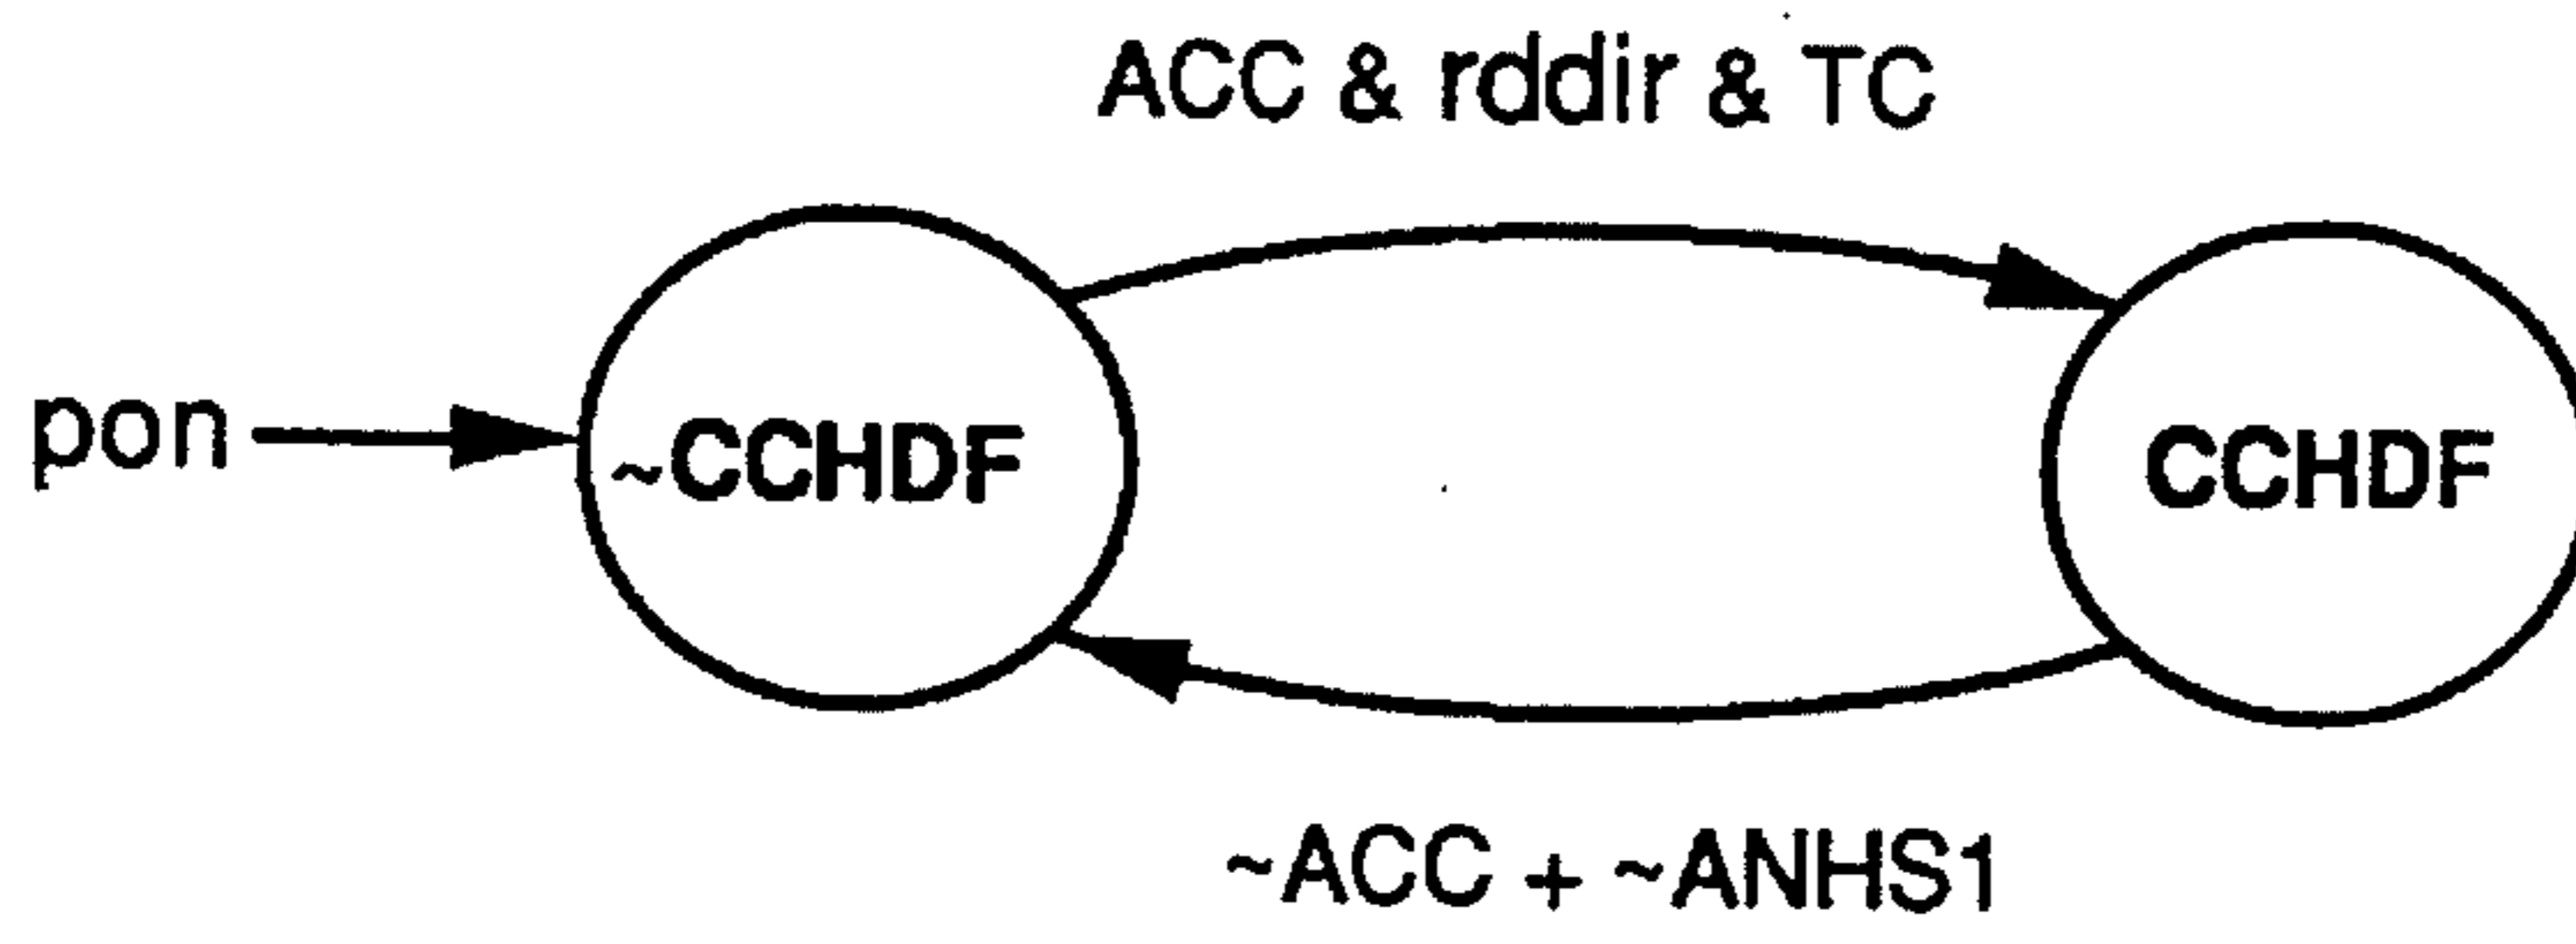 ACC & rddir & TC
pon
~CCHDF
CCHDF
~ACC + ~ANHS1